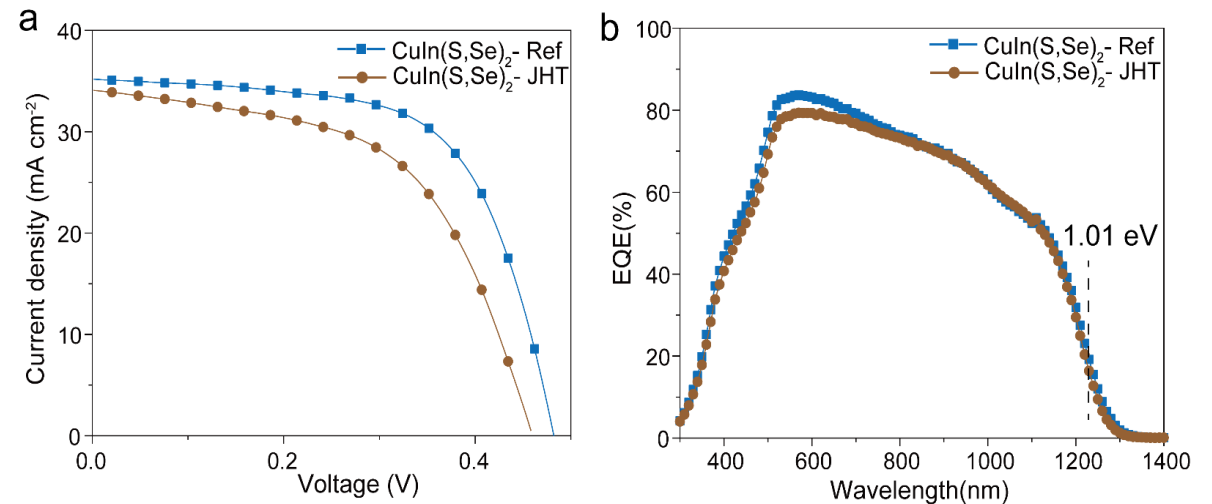 a
40
30
20
10
0
0.0
0.2
0.4
Current density (mA cm⁻²)
Voltage (V)
CuIn(S,Se)₂- Ref
CuIn(S,Se)₂- JHT
b
100
80
60
40
20
0
400
600
800
1000
1200
1400
EQE(%)
Wavelength(nm)
CuIn(S,Se)₂- Ref
CuIn(S,Se)₂- JHT
1.01 eV